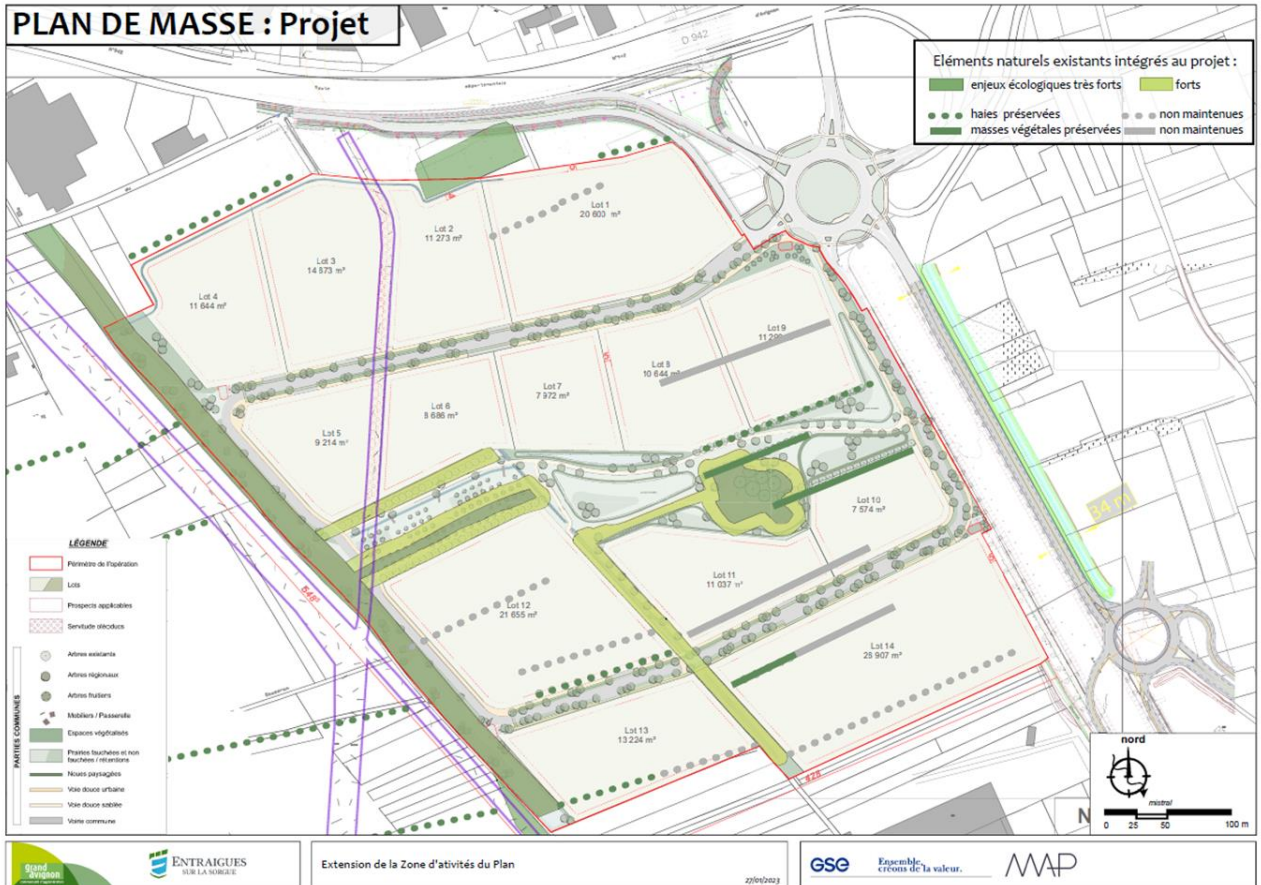 PLAN DE MASSE : Projet
D 942
d'Avignon
Route
départementale
Eléments naturels existants intégrés au projet :
enjeux écologiques très forts
forts
haies préservées
non maintenues
masses végétales préservées
non maintenues
Lot 1
20 603 m²
Lot 2
11 273 m²
Lot 3
14 873 m²
Lot 4
11 644 m²
Lot 9
Lot 8
10 644 m²
Lot 7
7 972 m²
Lot 6
8 686 m²
Lot 5
9 214 m²
Lot 10
7 574 m²
Lot 11
11 037 m²
Lot 12
21 655 m²
Lot 14
25 907 m²
Lot 13
13 224 m²
34 m
LÉGENDE
Périmètre de l'opération
Lots
Prospects applicables
Servitude oléoducs
PARTIES COMMUNES
Arbres existants
Arbres régionaux
Arbres fruitiers
Mobiliers / Passerelle
Espaces végétalisés
Prairies fauchées et non
fauchées / rétentions
Noues paysagées
Voie douce urbaine
Voie douce sablée
Voirie commune
nord
mistral
N
0 25 50 100 m
grand
avignon
ENTRAIGUES
SUR LA SORGUE
Extension de la Zone d'ativités du Plan
27/01/2023
GSE
Ensemble,
créons de la valeur.
AAAP